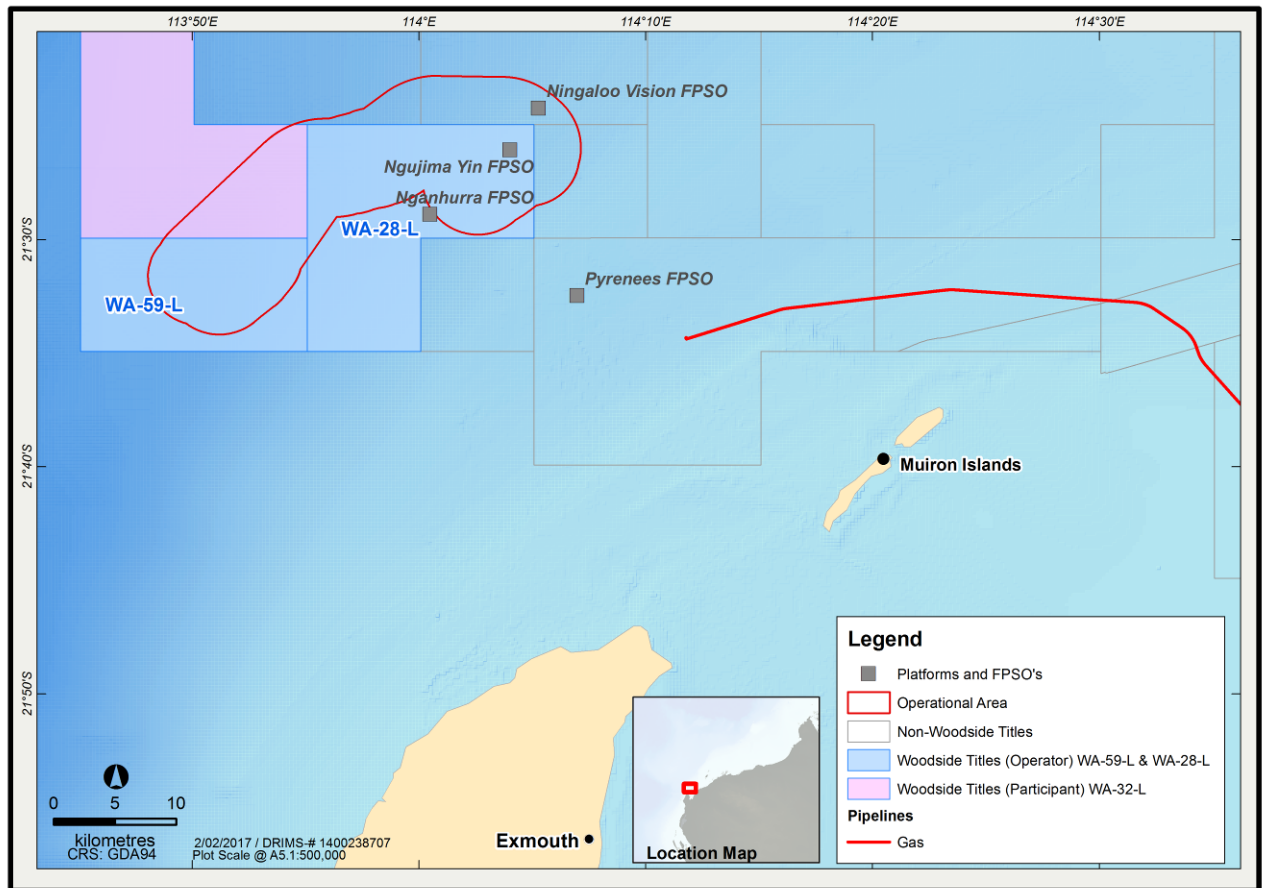 113°50'E
114°E
114°10'E
114°20'E
114°30'E
Ningaloo Vision FPSO
Ngujima Yin FPSO
Nganhurra FPSO
WA-28-L
21°30'S
Pyrenees FPSO
WA-59-L
21°40'S
Muiron Islands
21°50'S
0 5 10
kilometres
CRS: GDA94
2/02/2017 / DRIMS-# 1400238707
Plot Scale @ A5.1:500,000
Exmouth
Location Map
Legend
Platforms and FPSO's
Operational Area
Non-Woodside Titles
Woodside Titles (Operator) WA-59-L & WA-28-L
Woodside Titles (Participant) WA-32-L
Pipelines
Gas